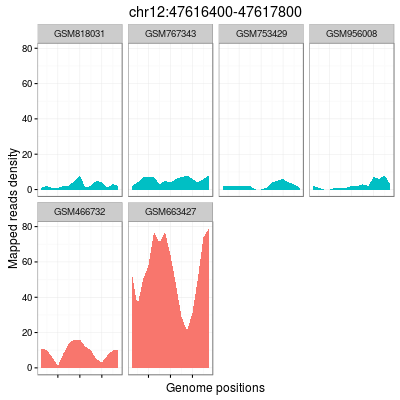 chr12:47616400-47617800
GSM818031 GSM767343 GSM753429 GSM956008
80
60
40
20
0
GSM466732 GSM663427
80
60
40
20
0
Mapped reads density
Genome positions